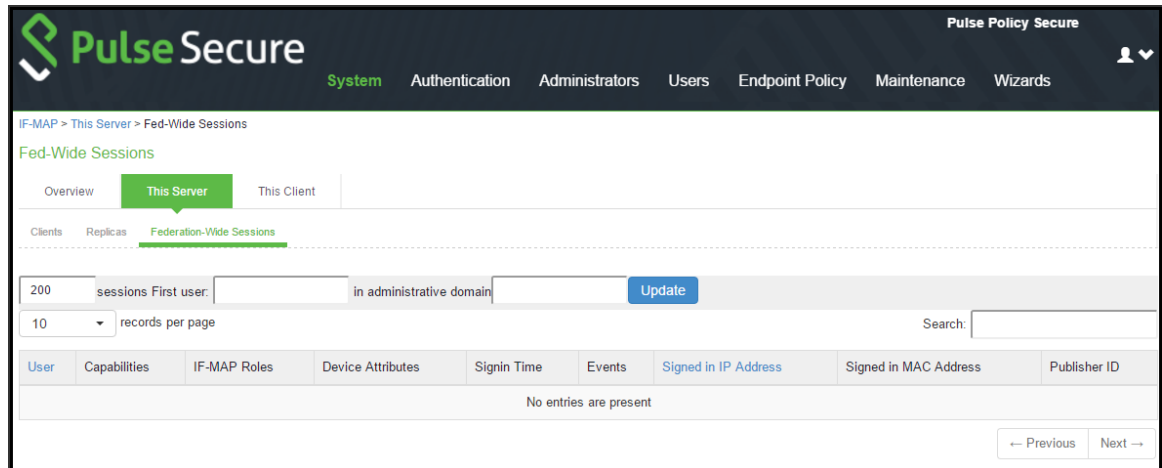 Pulse Policy Secure
Pulse Secure
System Authentication Administrators Users Endpoint Policy Maintenance Wizards
IF-MAP > This Server > Fed-Wide Sessions
Fed-Wide Sessions
Overview This Server This Client
Clients Replicas Federation-Wide Sessions
200 sessions First user: in administrative domain Update
10 records per page Search:
User Capabilities IF-MAP Roles Device Attributes Signin Time Events Signed in IP Address Signed in MAC Address Publisher ID
No entries are present
← Previous Next →